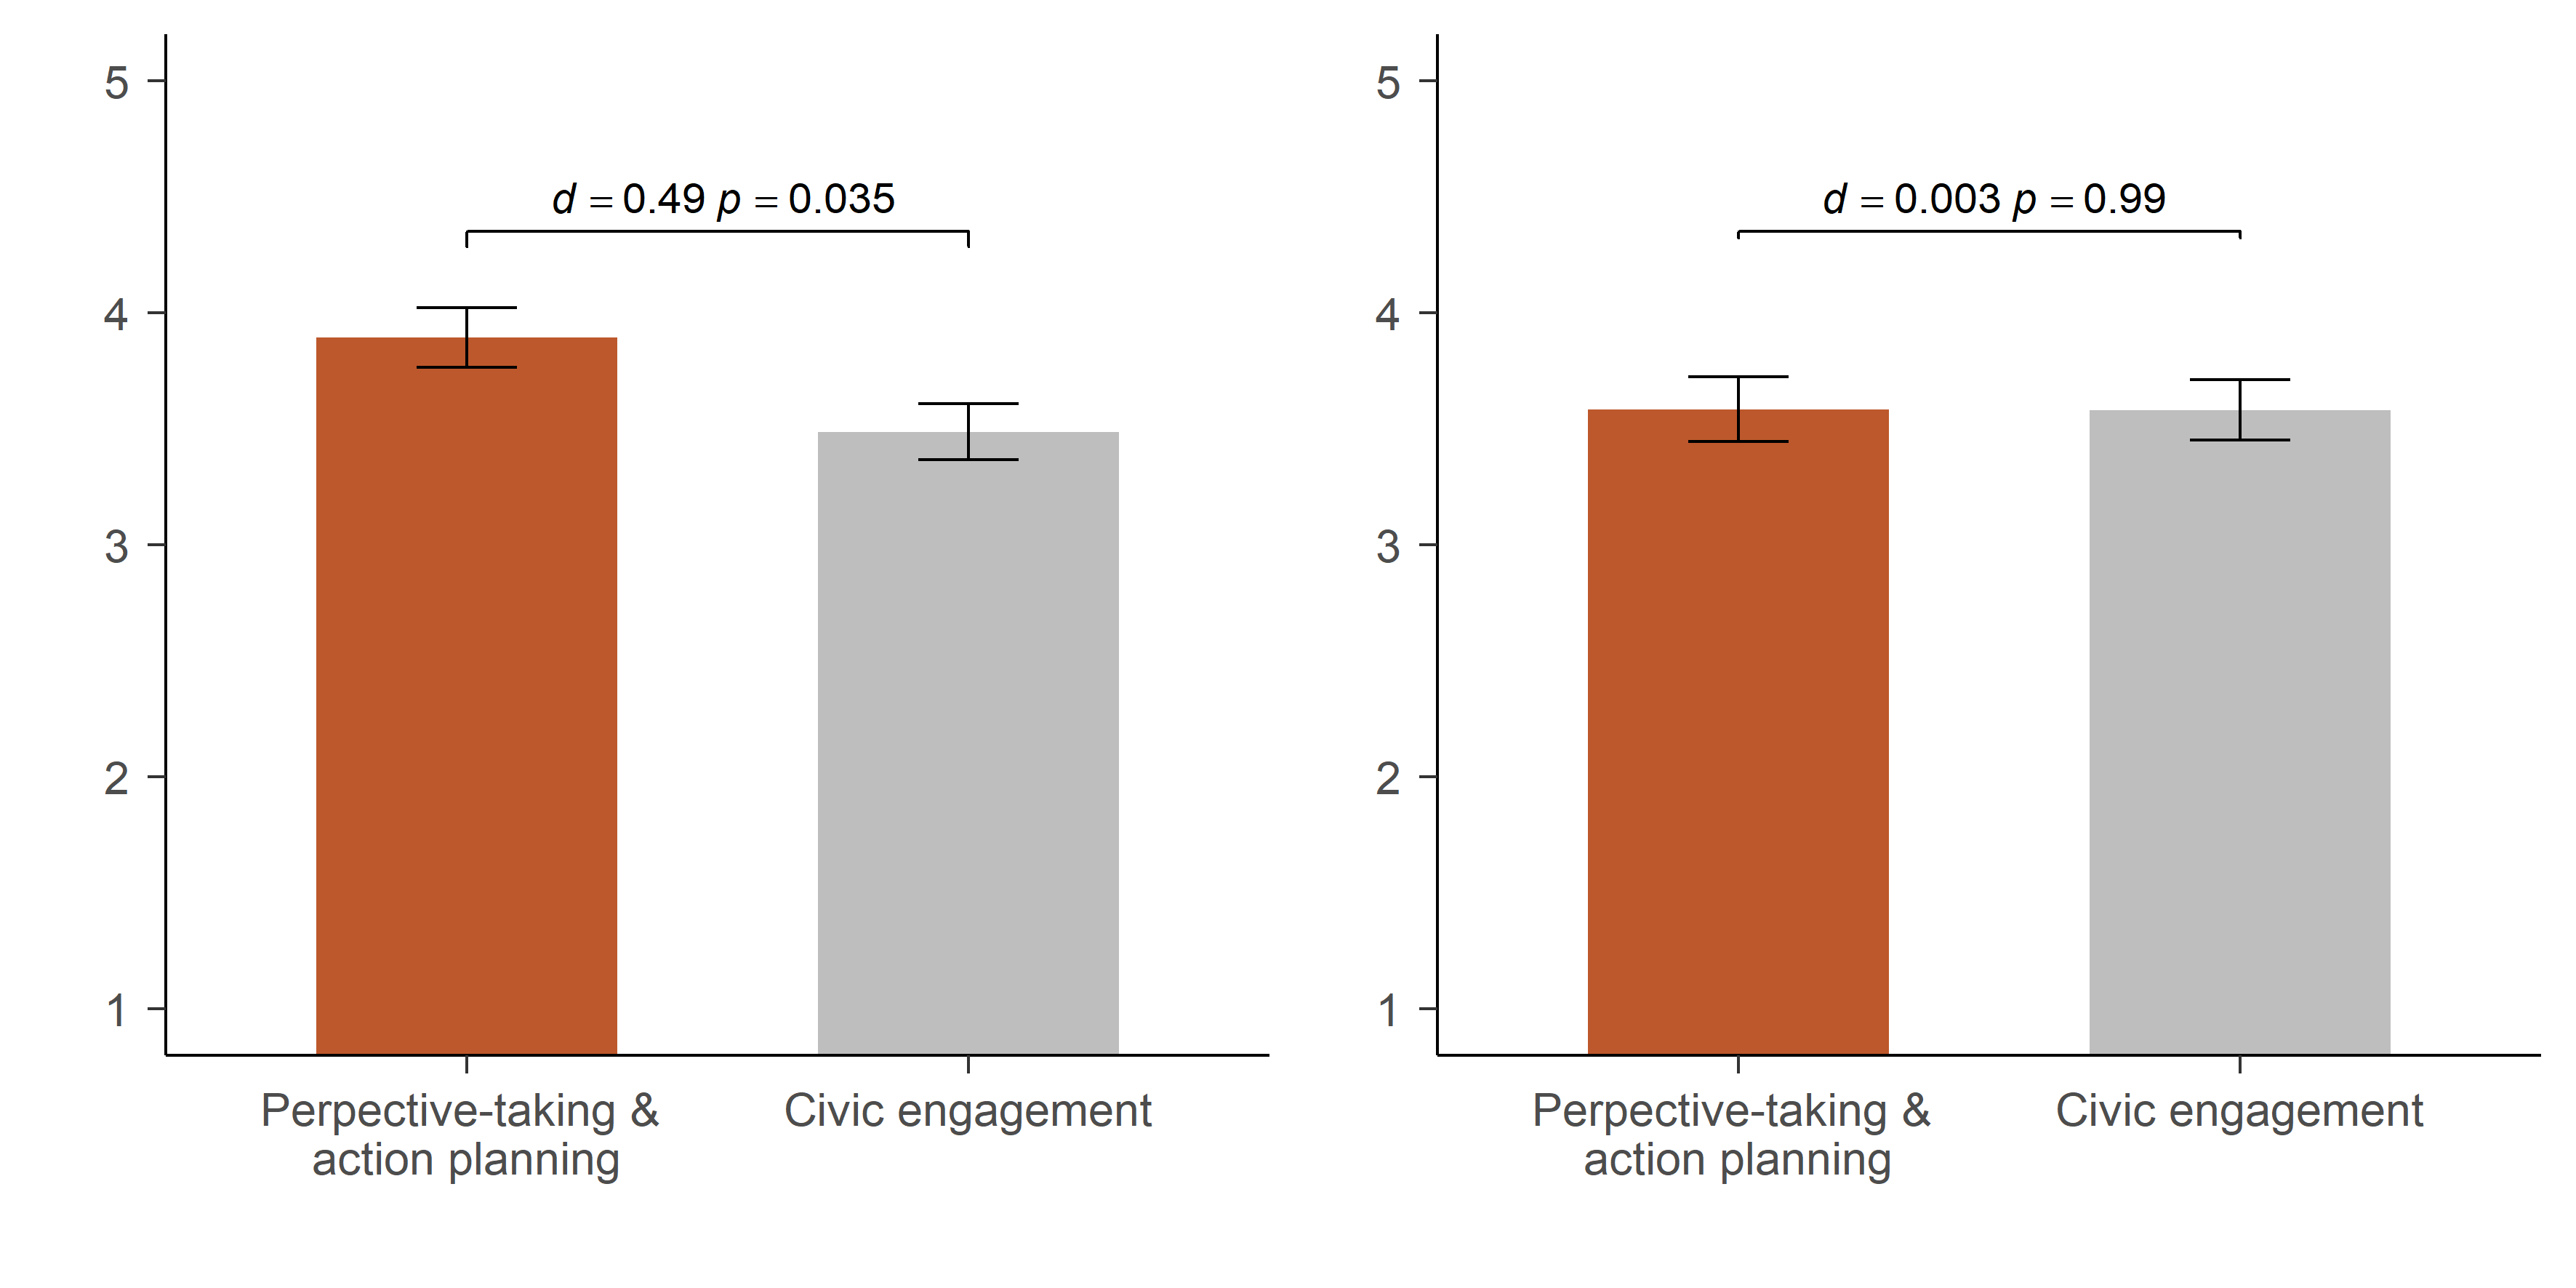 5
4
3
2
1
d = 0.49 p = 0.035
Perpective-taking &
action planning
Civic engagement
5
4
3
2
1
d = 0.003 p = 0.99
Perpective-taking &
action planning
Civic engagement